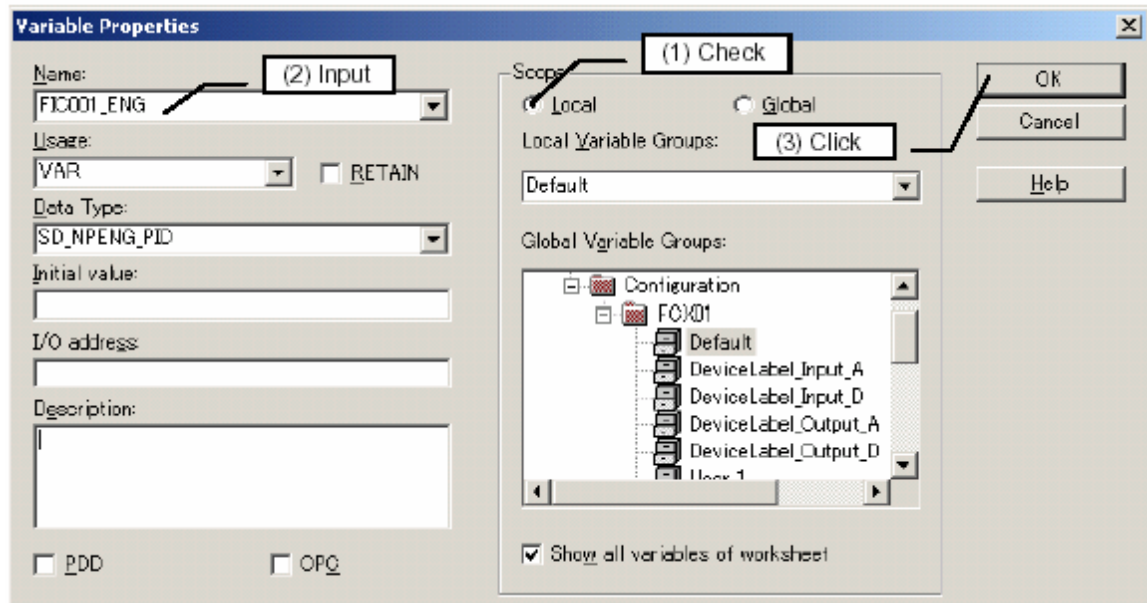 Variable Properties
Name:
(2) Input
FIC001_ENG
Usage:
VAR
RETAIN
Data Type:
SD_NPENG_PID
Initial value:
I/O address:
Description:
PDD
OPC
Scope
(1) Check
Local
Global
Local Variable Groups:
(3) Click
Default
Global Variable Groups:
Configuration
FCX01
Default
DeviceLabel_Input_A
DeviceLabel_Input_D
DeviceLabel_Output_A
DeviceLabel_Output_D
User 1
Show all variables of worksheet
OK
Cancel
Help